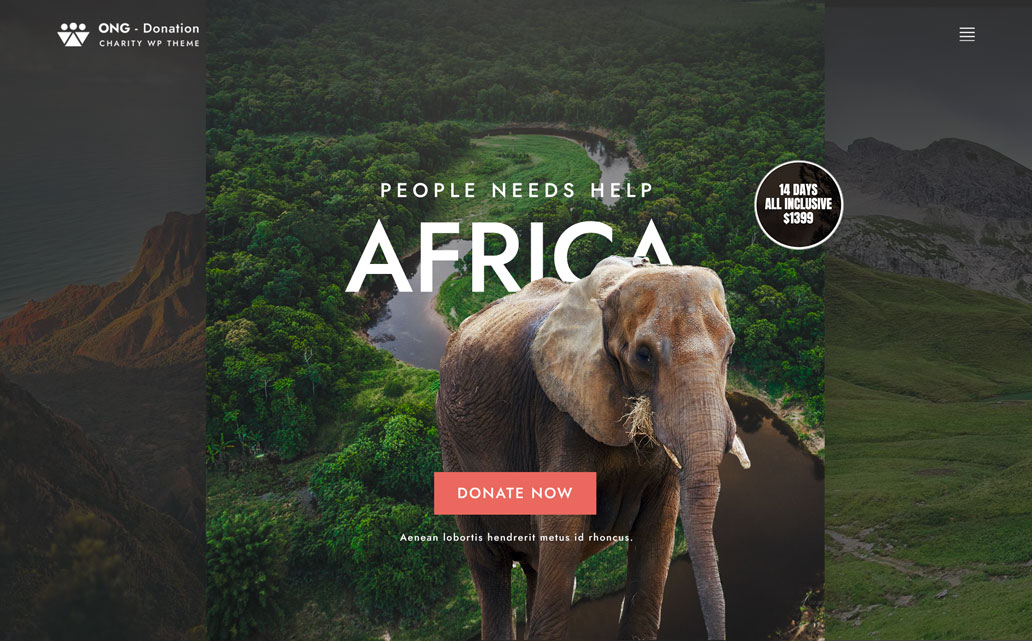 ONG - Donation
CHARITY WP THEME
PEOPLE NEEDS HELP
AFRICA
14 DAYS
ALL INCLUSIVE
$1399
DONATE NOW
Aenean lobortis hendrerit metus id rhoncus.